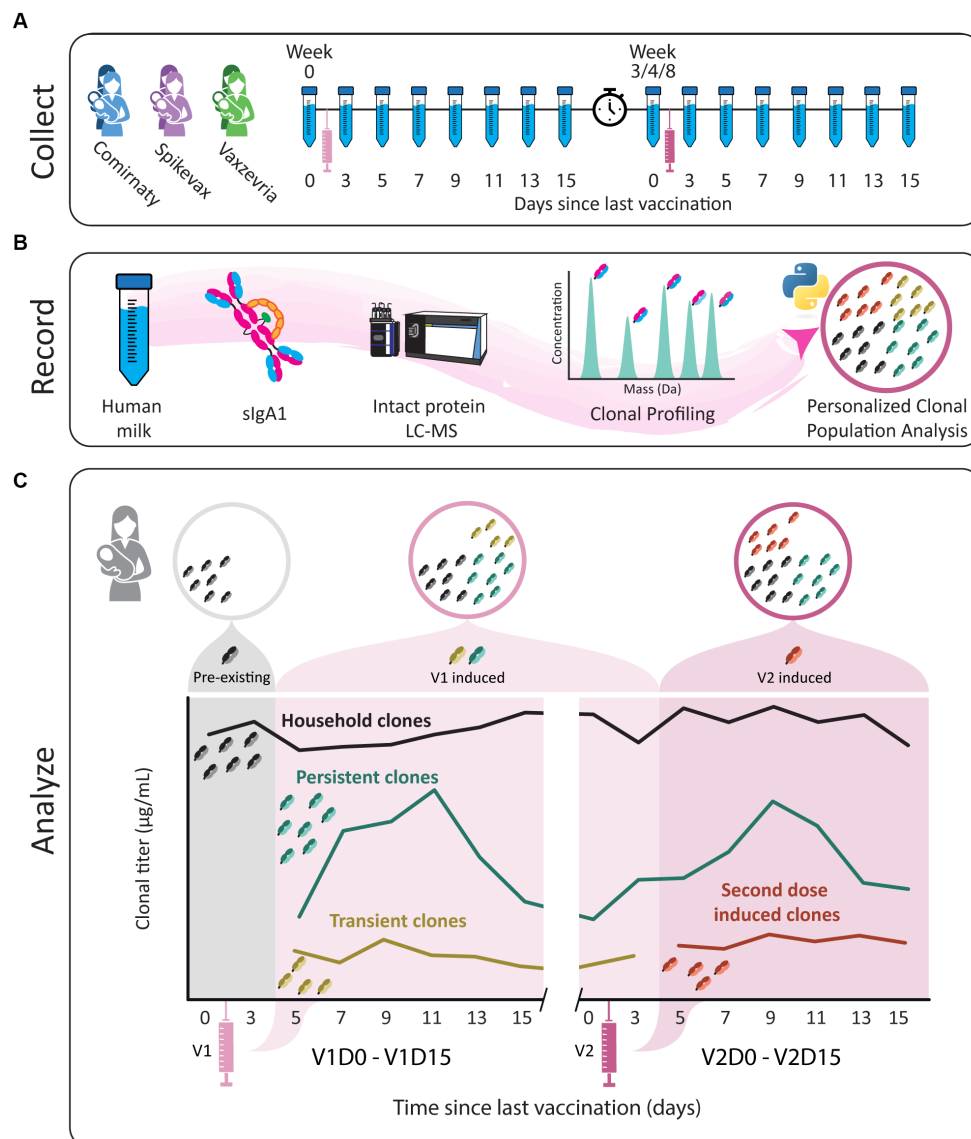 A
Collect
Comirnaty
Spikevax
Vaxzevria
Week
0
Week
3/4/8
0 3 5 7 9 11 13 15 0 3 5 7 9 11 13 15
Days since last vaccination
B
Record
Human
milk
sIgA1
Intact protein
LC-MS
Concentration
Mass (Da)
Clonal Profiling
Personalized Clonal
Population Analysis
C
Analyze
Pre-existing
V1 induced
V2 induced
Clonal titer (µg/mL)
Household clones
Persistent clones
Transient clones
Second dose
induced clones
0 3 5 7 9 11 13 15 0 3 5 7 9 11 13 15
V1
V2
V1D0 - V1D15
V2D0 - V2D15
Time since last vaccination (days)